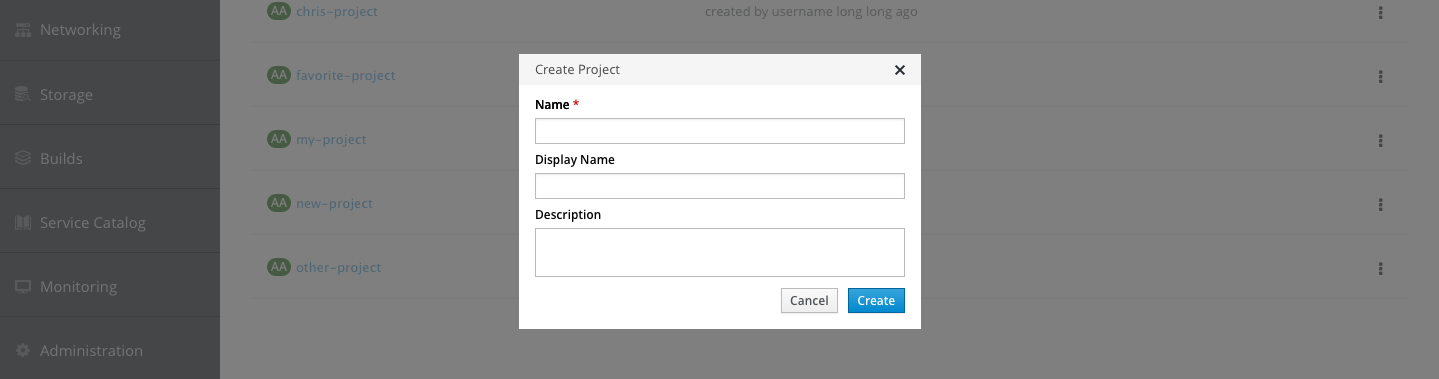 Networking
Storage
Builds
Service Catalog
Monitoring
Administration
AA chris-project created by username long long ago
AA favorite-project
AA my-project
AA new-project
AA other-project
Create Project
Name *
Display Name
Description
Cancel Create